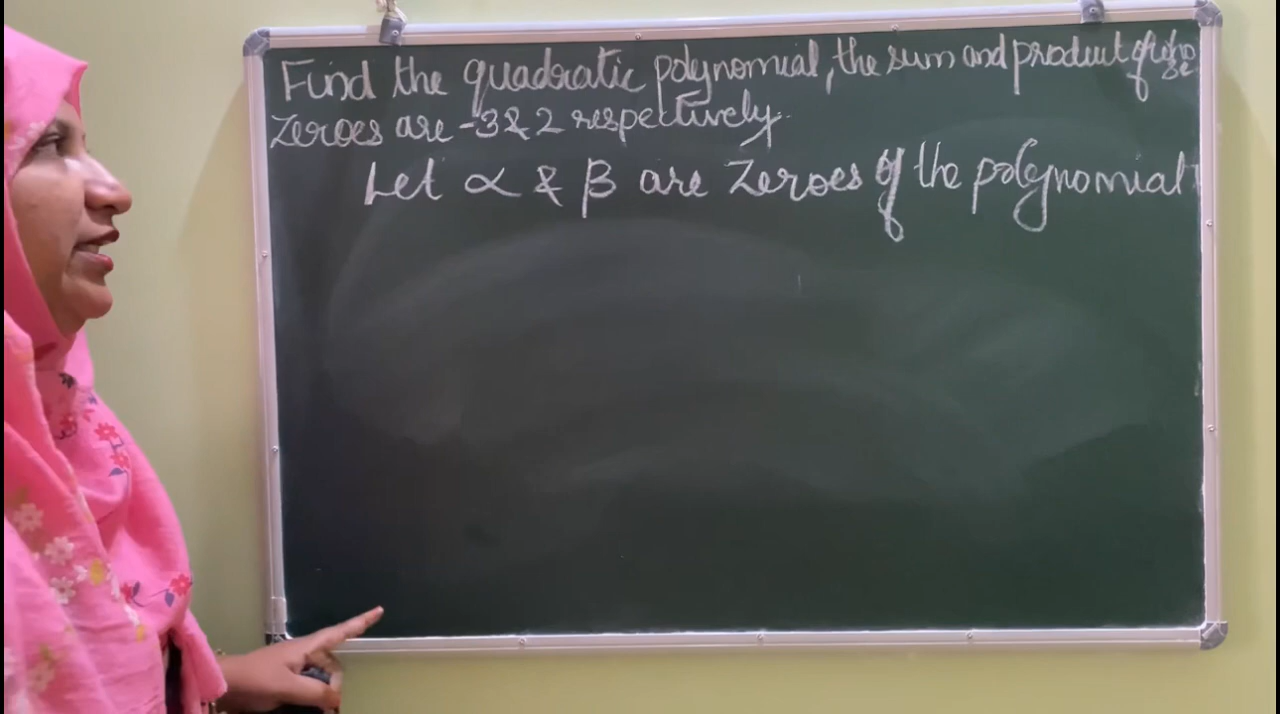 Find the quadratic polynomial, the sum and product of whose
zeroes are -3 & 2 respectively.
Let α & β are zeroes of the polynomial